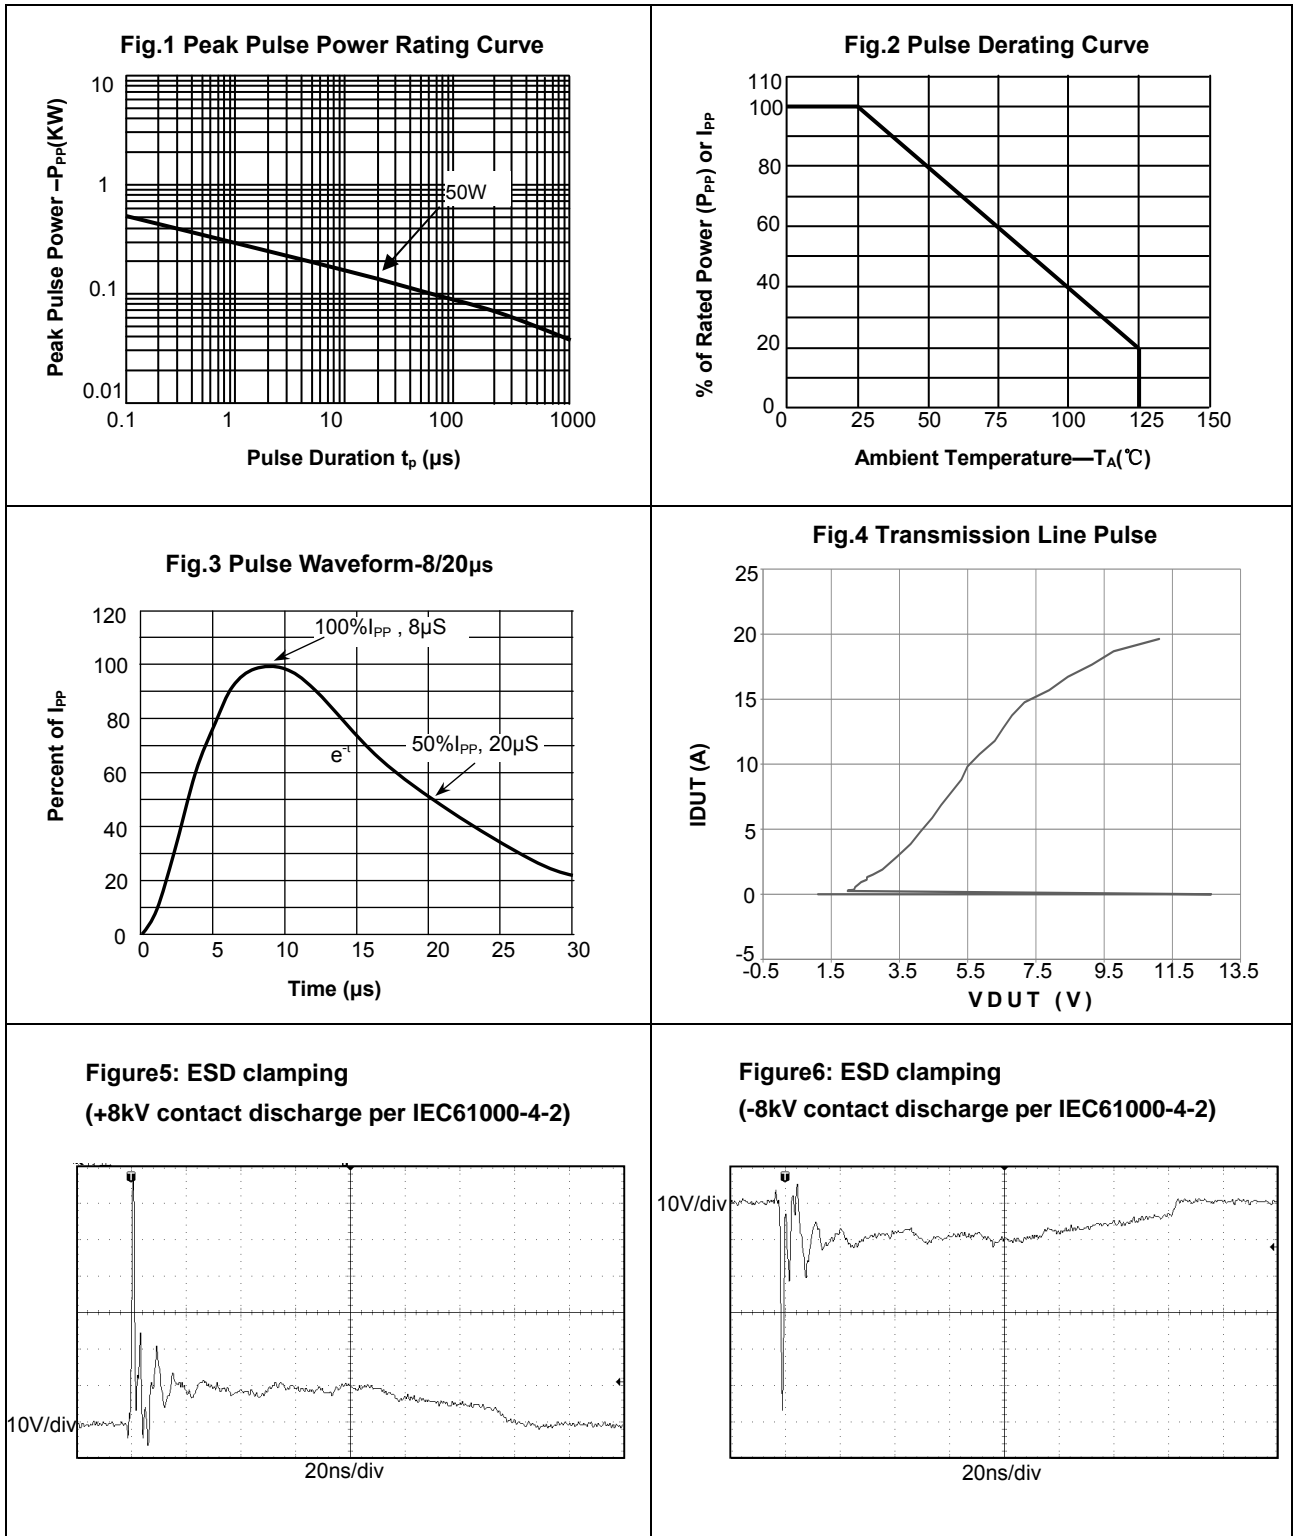 Fig.1 Peak Pulse Power Rating Curve
10
1
0.1
0.01
Peak Pulse Power –PPP(KW)
50W
0.1 1 10 100 1000
Pulse Duration tp (µs)
Fig.2 Pulse Derating Curve
110
100
80
60
40
20
0
% of Rated Power (PPP) or IPP
0 25 50 75 100 125 150
Ambient Temperature—TA(℃)
Fig.3 Pulse Waveform-8/20µs
120
100
80
60
40
20
0
Percent of IPP
100%IPP , 8µS
e-t
50%IPP, 20µS
0 5 10 15 20 25 30
Time (µs)
Fig.4 Transmission Line Pulse
25
20
15
10
5
0
-5
IDUT (A)
-0.5 1.5 3.5 5.5 7.5 9.5 11.5 13.5
VDUT (V)
Figure5: ESD clamping
(+8kV contact discharge per IEC61000-4-2)
T
10V/div
20ns/div
Figure6: ESD clamping
(-8kV contact discharge per IEC61000-4-2)
T
10V/div
20ns/div